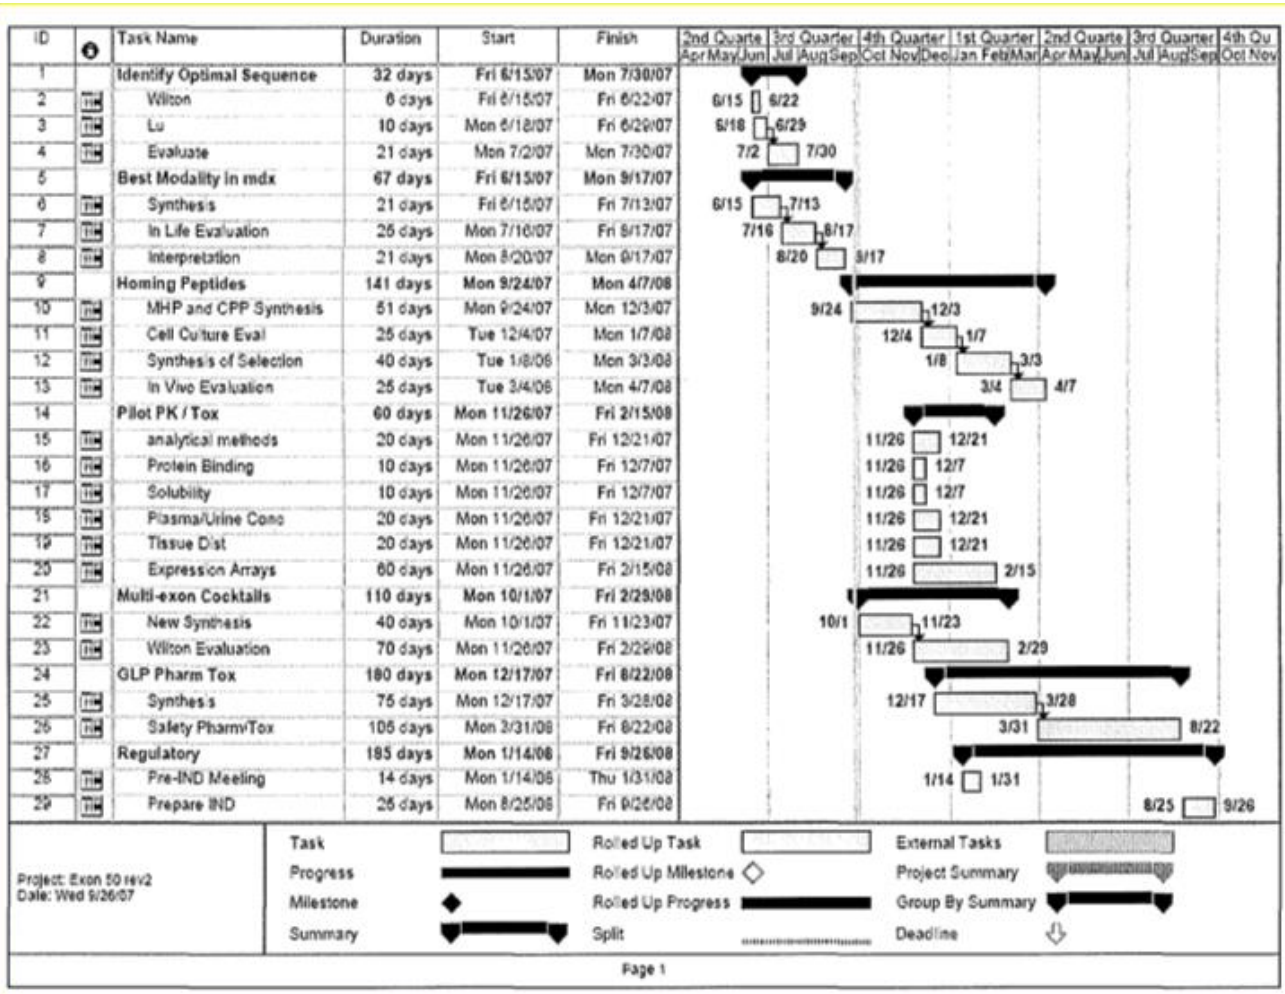 ID Task Name Duration Start Finish 2nd Quarte 3rd Quarter 4th Quarter 1st Quarter 2nd Quarte 3rd Quarter 4th Qu
Apr May Jun Jul Aug Sep Oct Nov Dec Jan Feb Mar Apr May Jun Jul Aug Sep Oct Nov
1 Identify Optimal Sequence 32 days Fri 6/15/07 Mon 7/30/07
2 Wilton 6 days Fri 6/15/07 Fri 6/22/07 6/15 6/22
3 Lu 10 days Mon 6/18/07 Fri 6/29/07 6/18 6/29
4 Evaluate 21 days Mon 7/2/07 Mon 7/30/07 7/2 7/30
5 Best Modality in mdx 67 days Fri 6/15/07 Mon 9/17/07
6 Synthesis 21 days Fri 6/15/07 Fri 7/13/07 6/15 7/13
7 In Life Evaluation 25 days Mon 7/16/07 Fri 8/17/07 7/16 8/17
8 Interpretation 21 days Mon 8/20/07 Mon 9/17/07 8/20 9/17
9 Homing Peptides 141 days Mon 9/24/07 Mon 4/7/08
10 MHP and CPP Synthesis 51 days Mon 9/24/07 Mon 12/3/07 9/24 12/3
11 Cell Culture Eval 25 days Tue 12/4/07 Mon 1/7/08 12/4 1/7
12 Synthesis of Selection 40 days Tue 1/8/08 Mon 3/3/08 1/8 3/3
13 In Vivo Evaluation 25 days Tue 3/4/08 Mon 4/7/08 3/4 4/7
14 Pilot PK / Tox 60 days Mon 11/26/07 Fri 2/15/08
15 analytical methods 20 days Mon 11/26/07 Fri 12/21/07 11/26 12/21
16 Protein Binding 10 days Mon 11/26/07 Fri 12/7/07 11/26 12/7
17 Solubility 10 days Mon 11/26/07 Fri 12/7/07 11/26 12/7
18 Plasma/Urine Conc 20 days Mon 11/26/07 Fri 12/21/07 11/26 12/21
19 Tissue Dist 20 days Mon 11/26/07 Fri 12/21/07 11/26 12/21
20 Expression Arrays 60 days Mon 11/26/07 Fri 2/15/08 11/26 2/15
21 Multi-exon Cocktails 110 days Mon 10/1/07 Fri 2/29/08
22 New Synthesis 40 days Mon 10/1/07 Fri 11/23/07 10/1 11/23
23 Wilton Evaluation 70 days Mon 11/26/07 Fri 2/29/08 11/26 2/29
24 GLP Pharm Tox 180 days Mon 12/17/07 Fri 8/22/08
25 Synthesis 75 days Mon 12/17/07 Fri 3/28/08 12/17 3/28
26 Safety Pharm/Tox 105 days Mon 3/31/08 Fri 8/22/08 3/31 8/22
27 Regulatory 185 days Mon 1/14/08 Fri 9/26/08
28 Pre-IND Meeting 14 days Mon 1/14/08 Thu 1/31/08 1/14 1/31
29 Prepare IND 25 days Mon 8/25/08 Fri 9/26/08 8/25 9/26
Project: Exon 50 rev2
Date: Wed 9/26/07
Task Rolled Up Task External Tasks
Progress Rolled Up Milestone Project Summary
Milestone Rolled Up Progress Group By Summary
Summary Split Deadline
Page 1